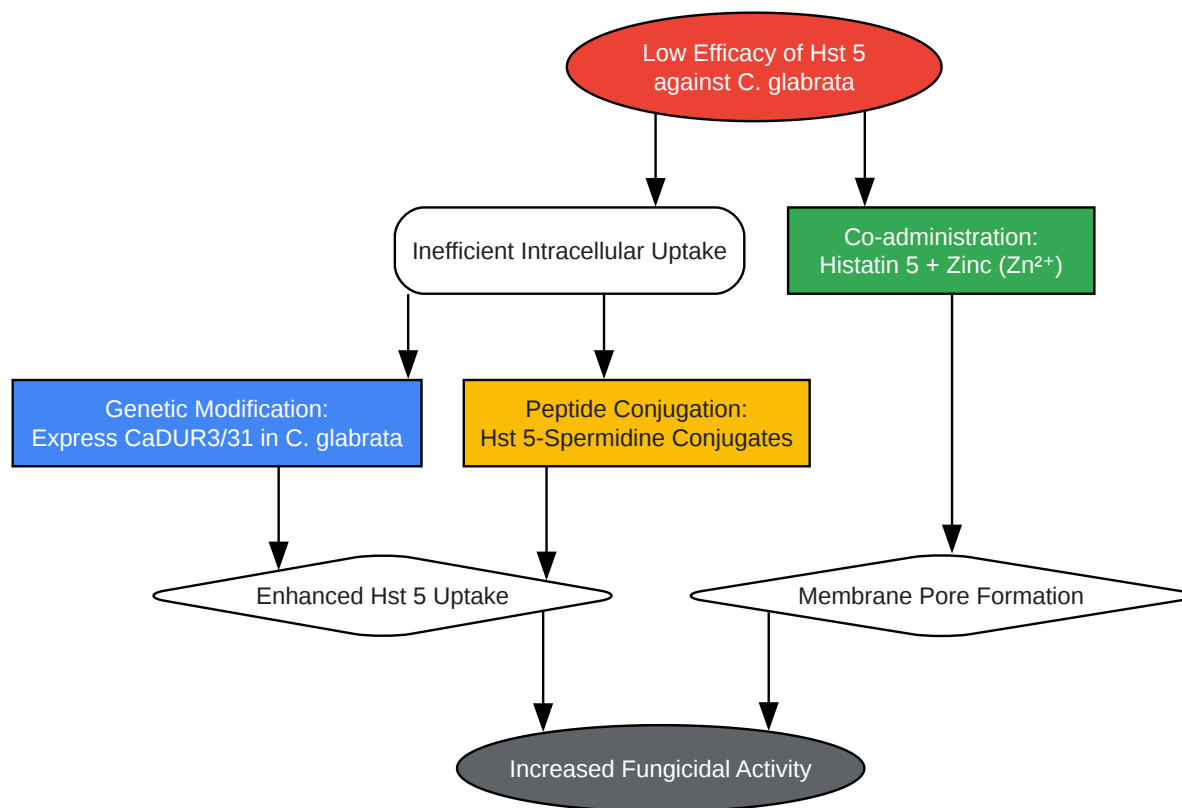 Low Efficacy of Hst 5
against C. glabrata
Inefficient Intracellular Uptake
Co-administration:
Histatin 5 + Zinc (Zn²⁺)
Genetic Modification:
Express CaDUR3/31 in C. glabrata
Peptide Conjugation:
Hst 5-Spermidine Conjugates
Enhanced Hst 5 Uptake
Membrane Pore Formation
Increased Fungicidal Activity